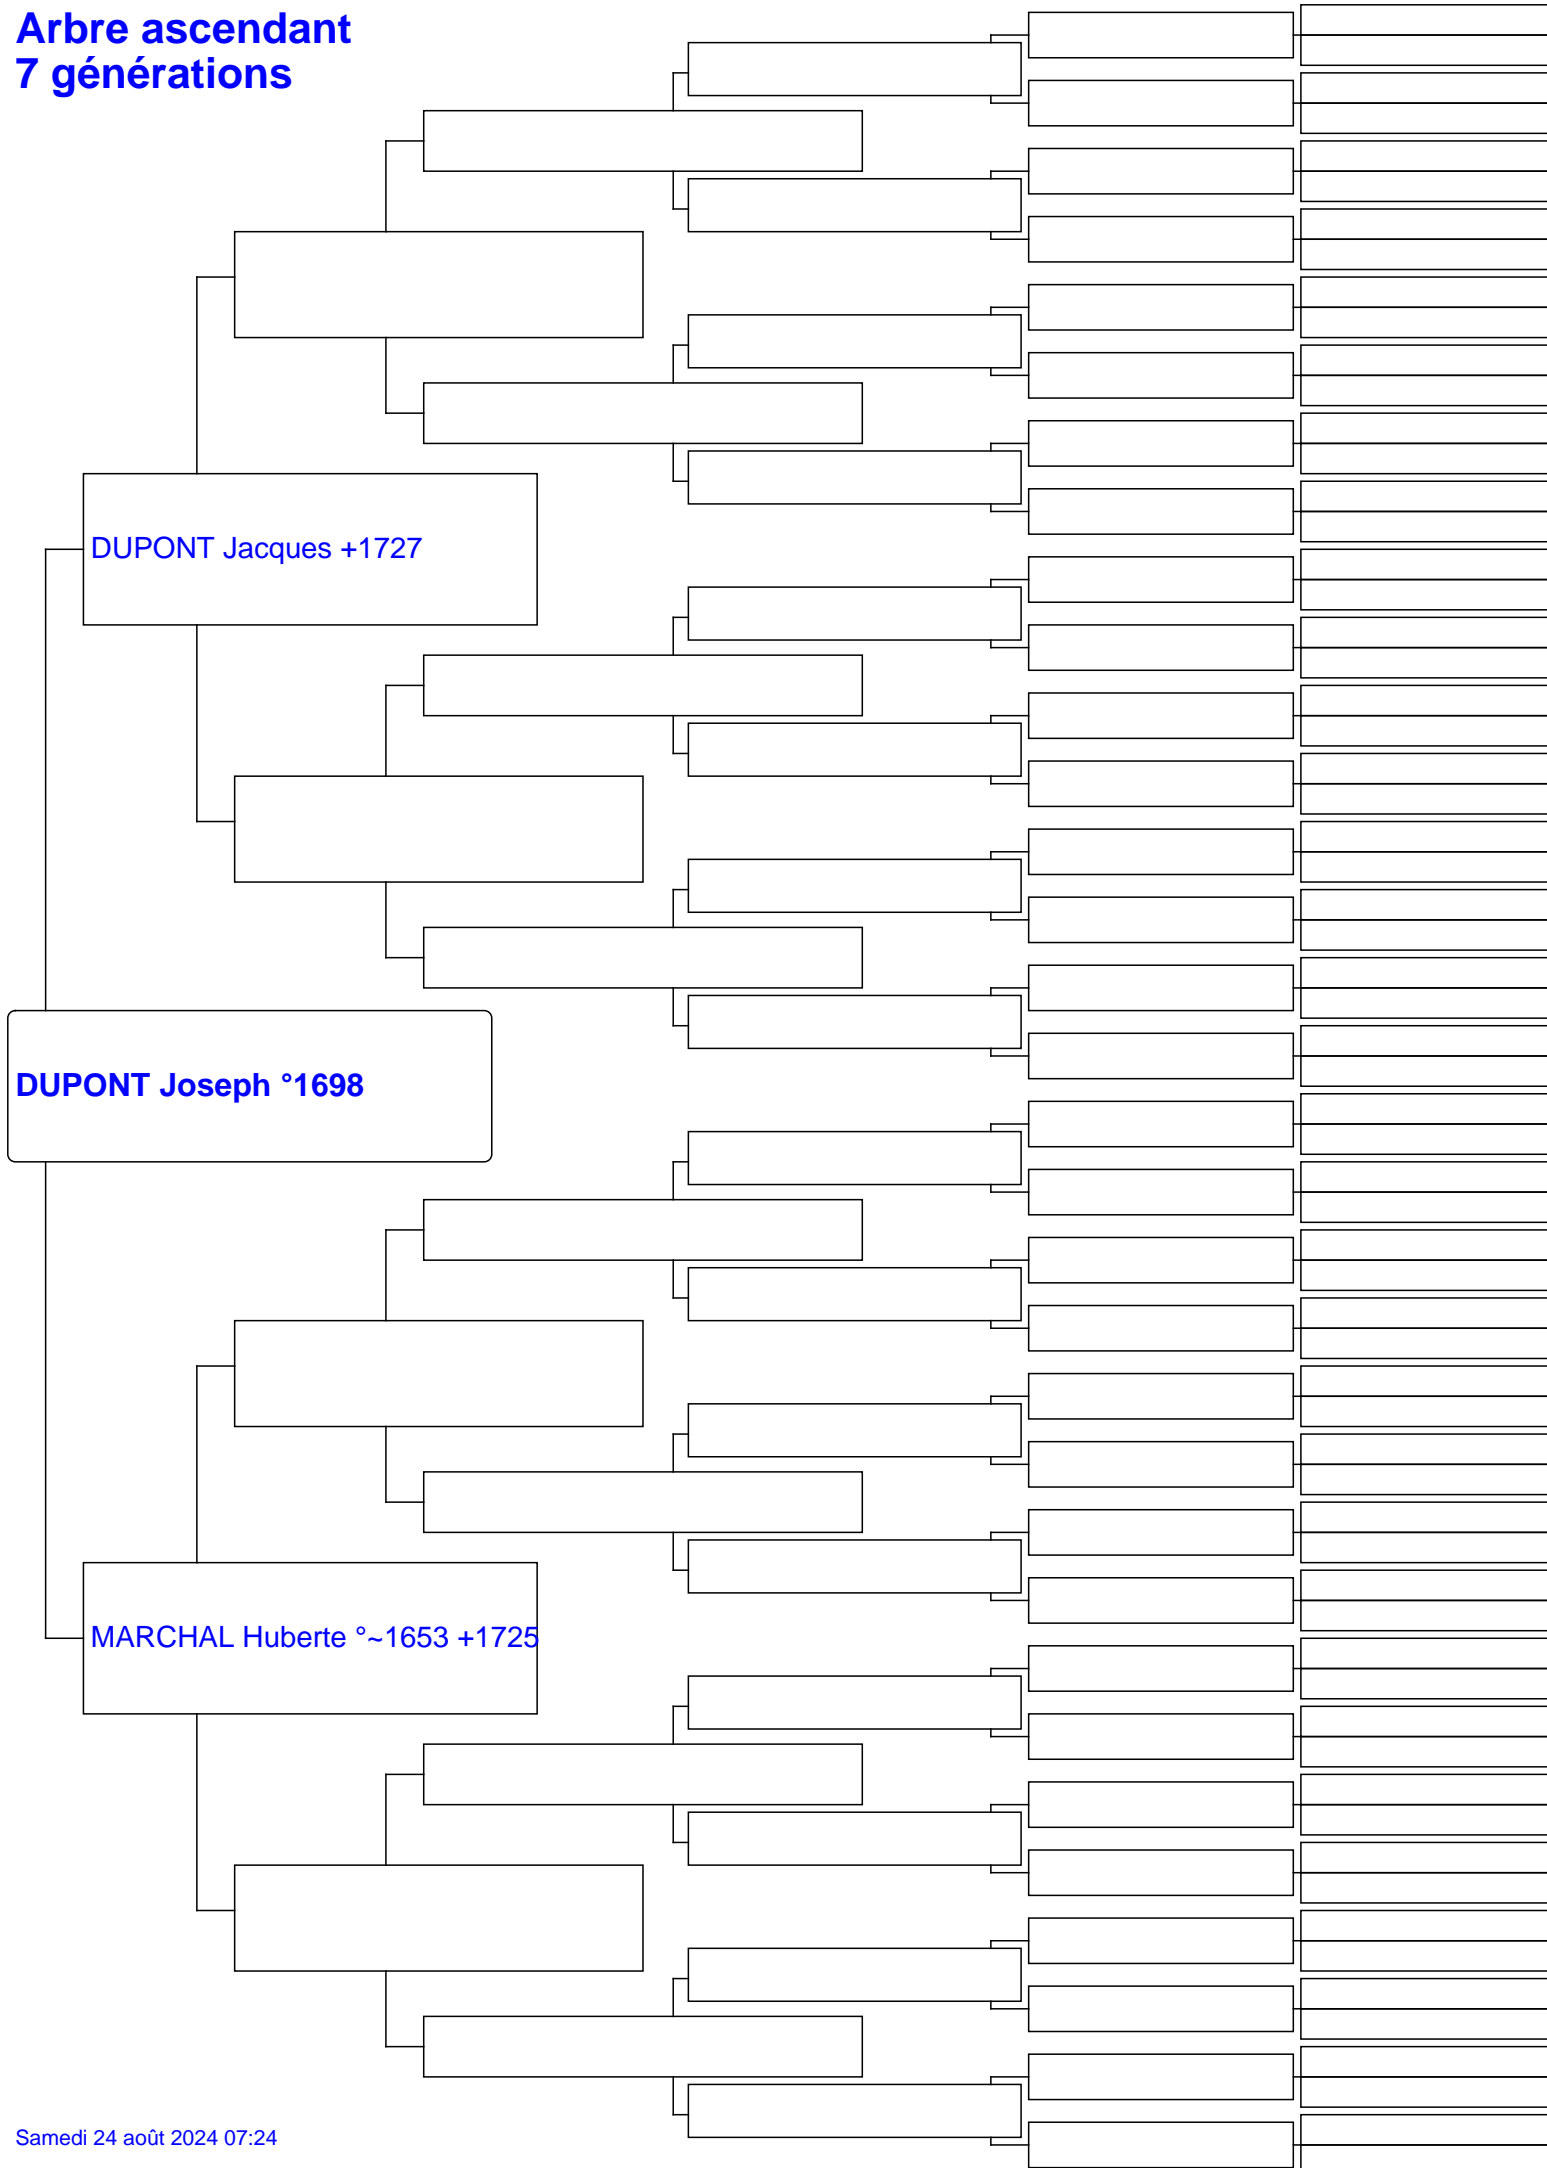 Arbre ascendant
7 générations
DUPONT Jacques +1727
DUPONT Joseph °1698
MARCHAL Huberte °~1653 +1725
Samedi 24 août 2024 07:24